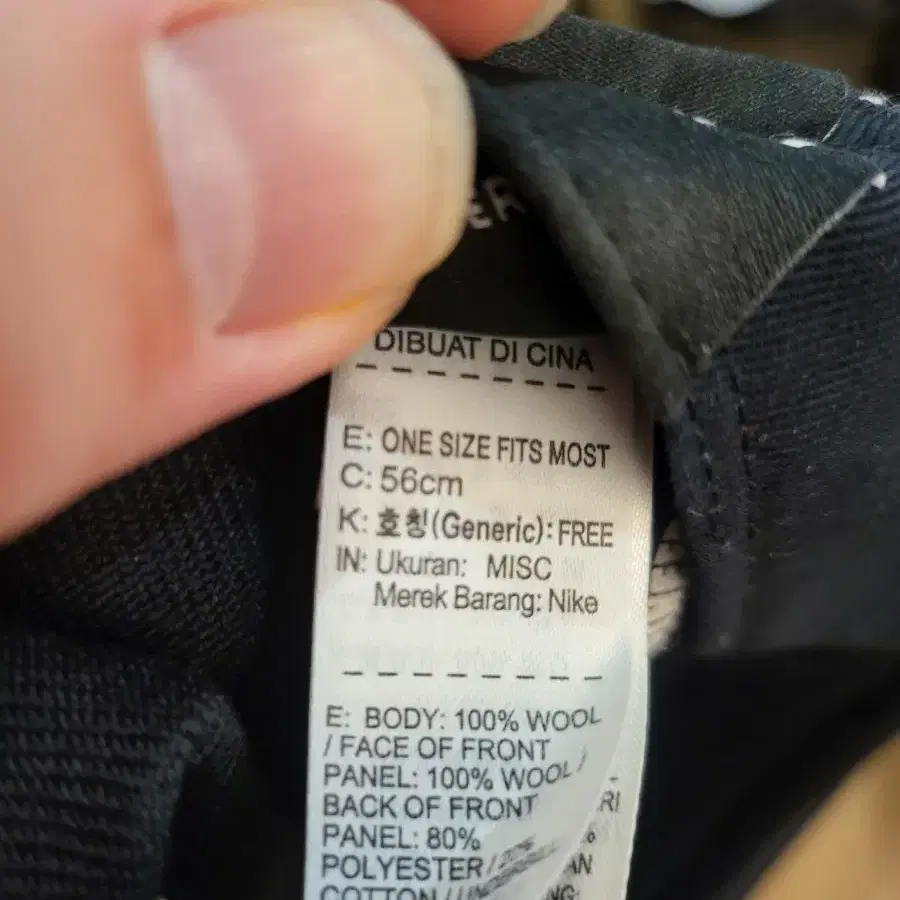 DIBUAT DI CINA
E: ONE SIZE FITS MOST
C: 56cm
K: 호칭(Generic): FREE
IN: Ukuran: MISC
Merek Barang: Nike
E: BODY: 100% WOOL
/ FACE OF FRONT
PANEL: 100% WOOL /
BACK OF FRONT
PANEL: 80%
POLYESTER / 20%
COTTON /